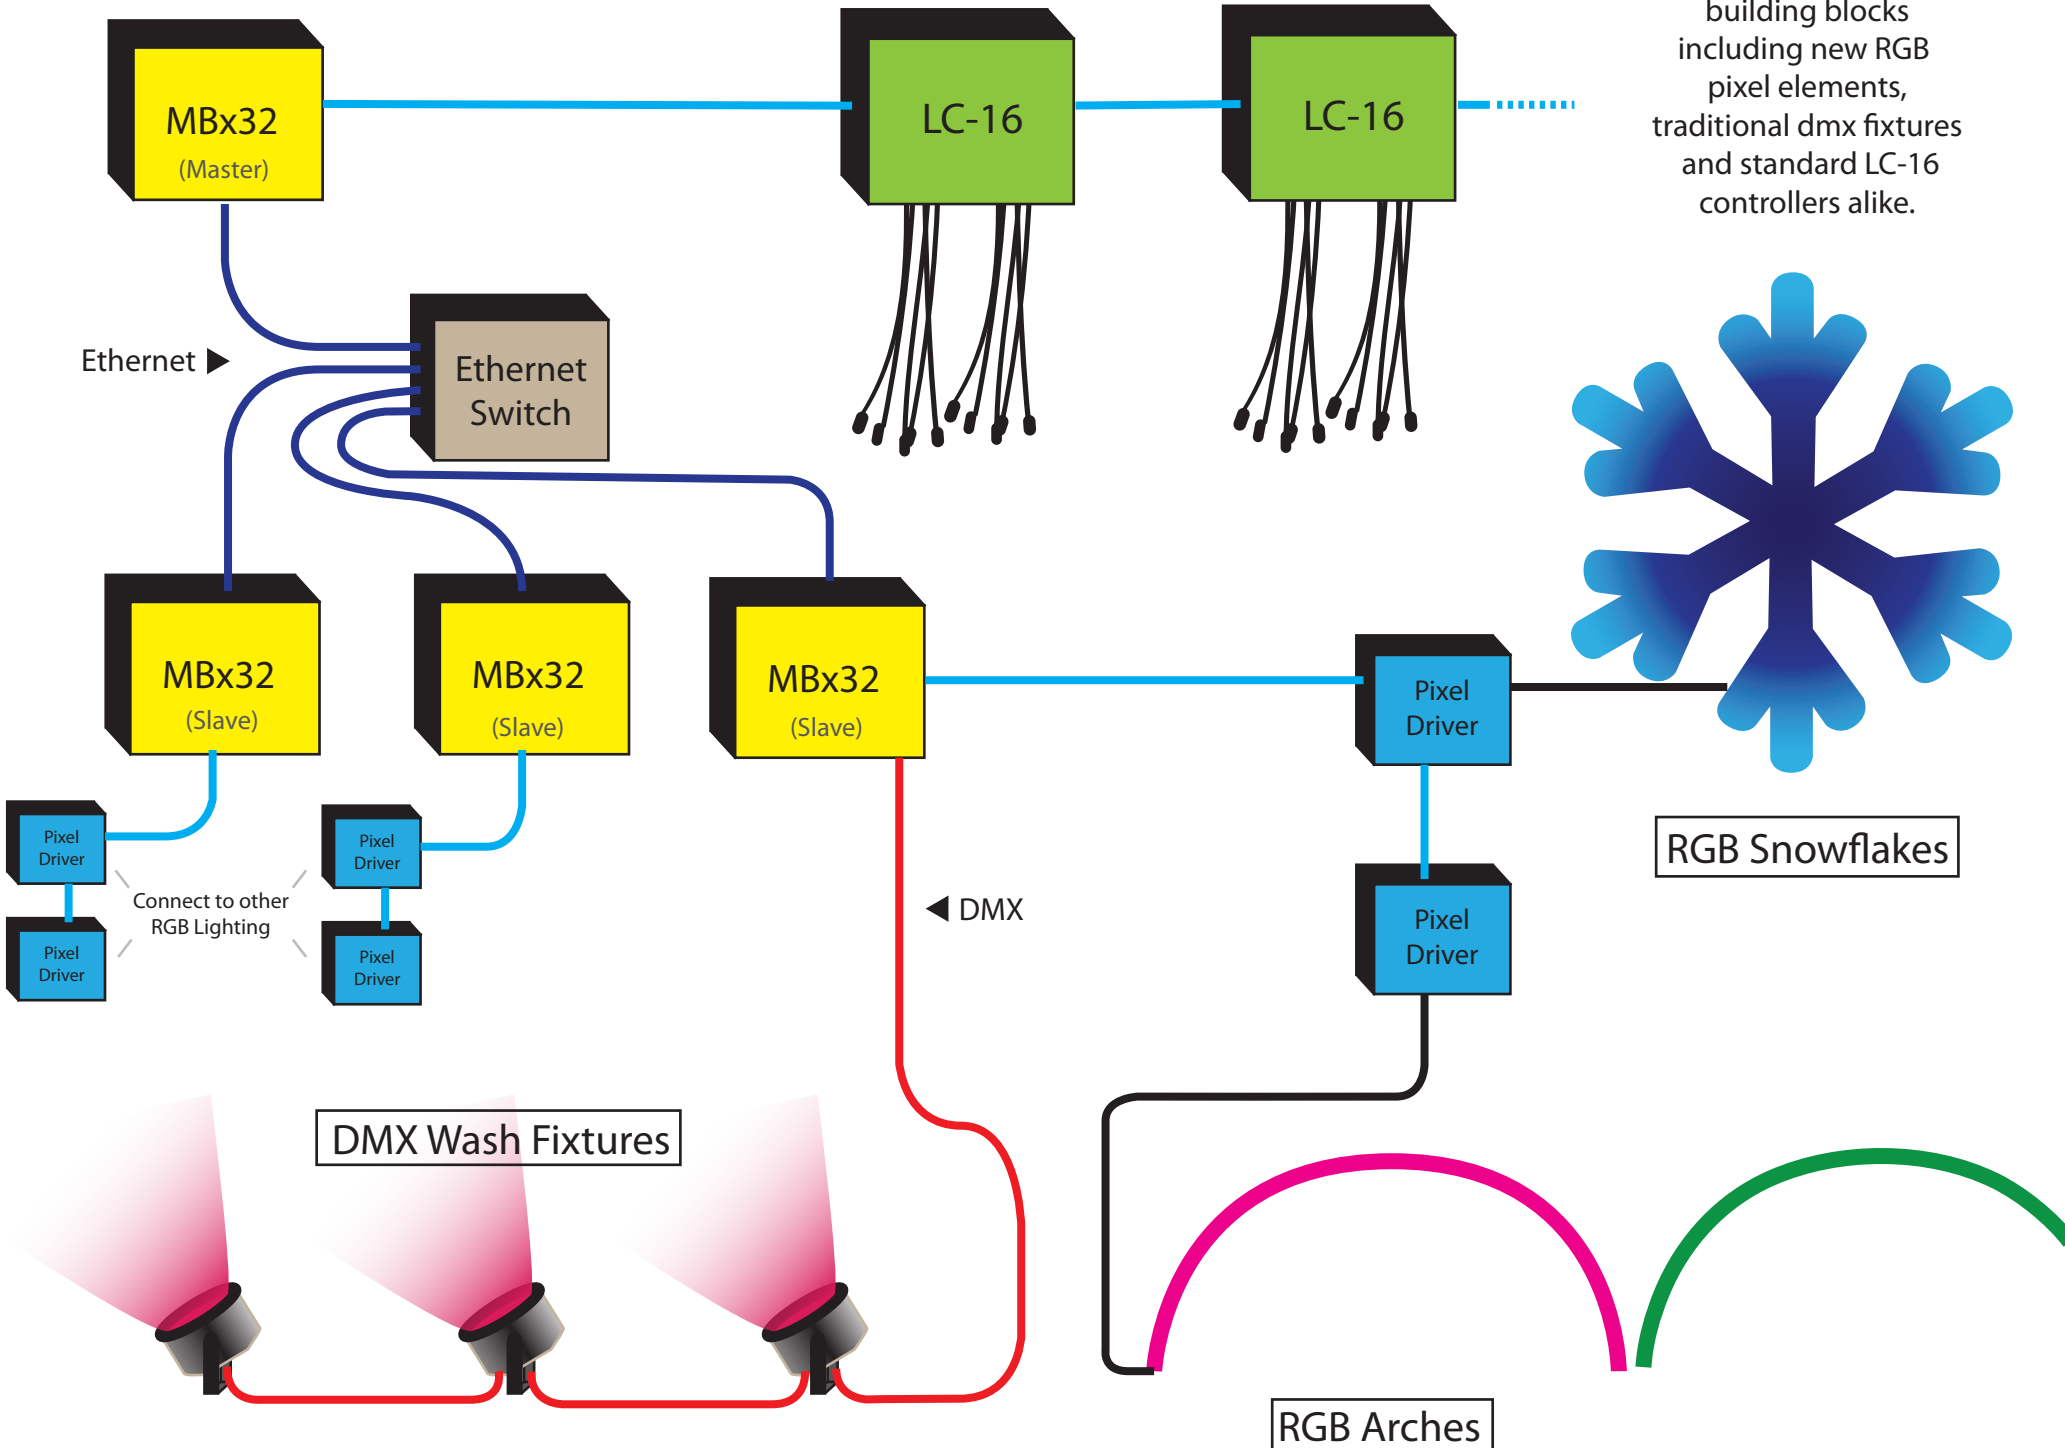 building blocks
including new RGB
pixel elements,
traditional dmx fixtures
and standard LC-16
controllers alike.
MBx32
(Master)
LC-16
LC-16
Ethernet
Ethernet
Switch
MBx32
(Slave)
MBx32
(Slave)
MBx32
(Slave)
Pixel
Driver
RGB Snowflakes
Pixel
Driver
Pixel
Driver
Connect to other
RGB Lighting
Pixel
Driver
Pixel
Driver
Pixel
Driver
DMX
DMX Wash Fixtures
RGB Arches